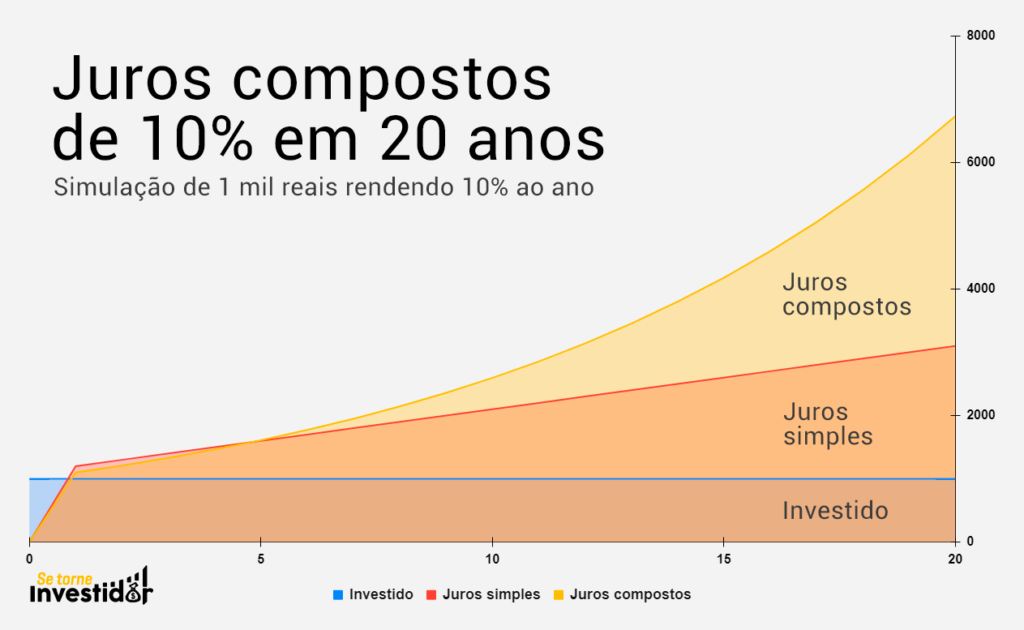 Juros compostos
de 10% em 20 anos
Simulação de 1 mil reais rendendo 10% ao ano
8000
6000
4000
2000
0
Juros
compostos
Juros
simples
Investido
0 5 10 15 20
Se torne
Investidor
Investido Juros simples Juros compostos